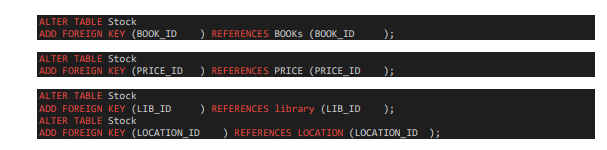 ALTER TABLE Stock
ADD FOREIGN KEY (BOOK_ID    ) REFERENCES BOOKs (BOOK_ID     );
ALTER TABLE Stock
ADD FOREIGN KEY (PRICE_ID   ) REFERENCES PRICE (PRICE_ID    );
ALTER TABLE Stock
ADD FOREIGN KEY (LIB_ID     ) REFERENCES library (LIB_ID    );
ALTER TABLE Stock
ADD FOREIGN KEY (LOCATION_ID    ) REFERENCES LOCATION (LOCATION_ID  );